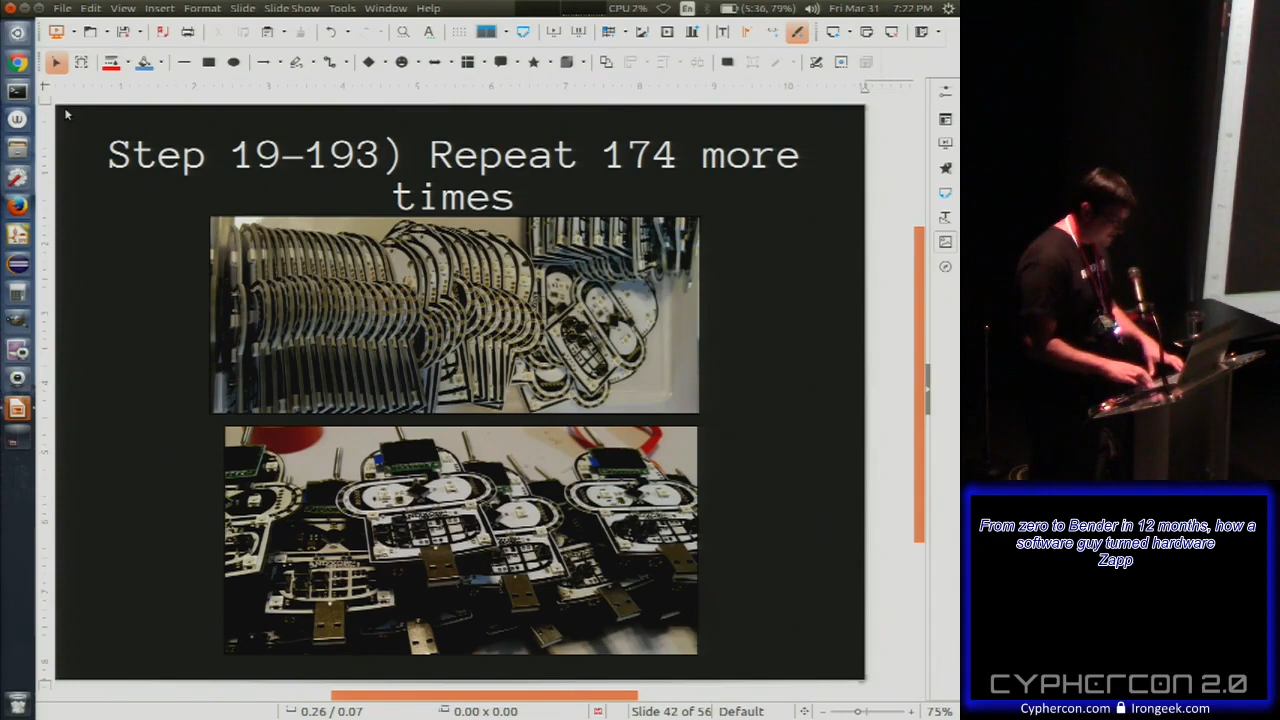 File Edit View Insert Format Slide Slide Show Tools Window Help
CPU 2% En (5:36, 79%) Fri Mar 31 7:22 PM
Step 19–193) Repeat 174 more
times
0.26 / 0.07 0.00 x 0.00 Slide 42 of 56 Default 75%
From zero to Bender in 12 months, how a
software guy turned hardware
Zapp
CYPHERCON 2.0
Cyphercon.com Irongeek.com